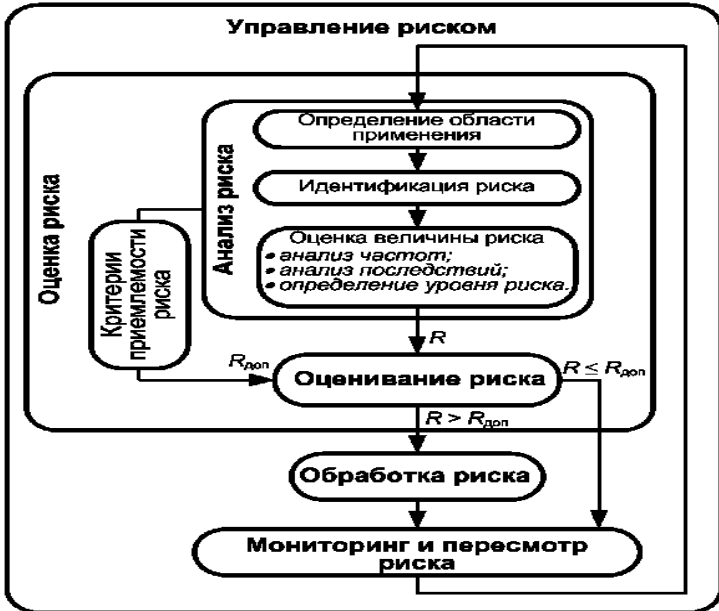 Управление риском
Оценка риска
Анализ риска
Определение области
применения
Идентификация риска
Оценка величины риска
• анализ частот;
• анализ последствий;
• определение уровня риска.
Критерии
приемлемости
риска
R
Rдоп
Оценивание риска
R ≤ Rдоп
R > Rдоп
Обработка риска
Мониторинг и пересмотр
риска